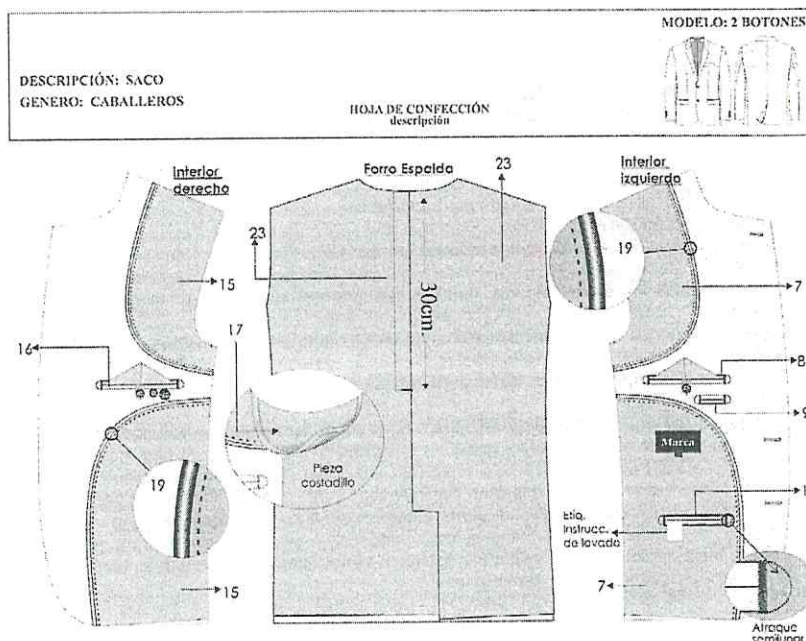 MODELO: 2 BOTONES
DESCRIPCIÓN: SACO
GENERO: CABALLEROS
HOJA DE CONFECCIÓN
descripción
Interior
derecho
Forro Espalda
23
Interior
izquierdo
23
19
15
7
30cm.
17
16
8
9
Marca
Pieza
costadillo
19
1
Etiq.
Instrucc.
de lavado
15
7
Atraque
semilunar